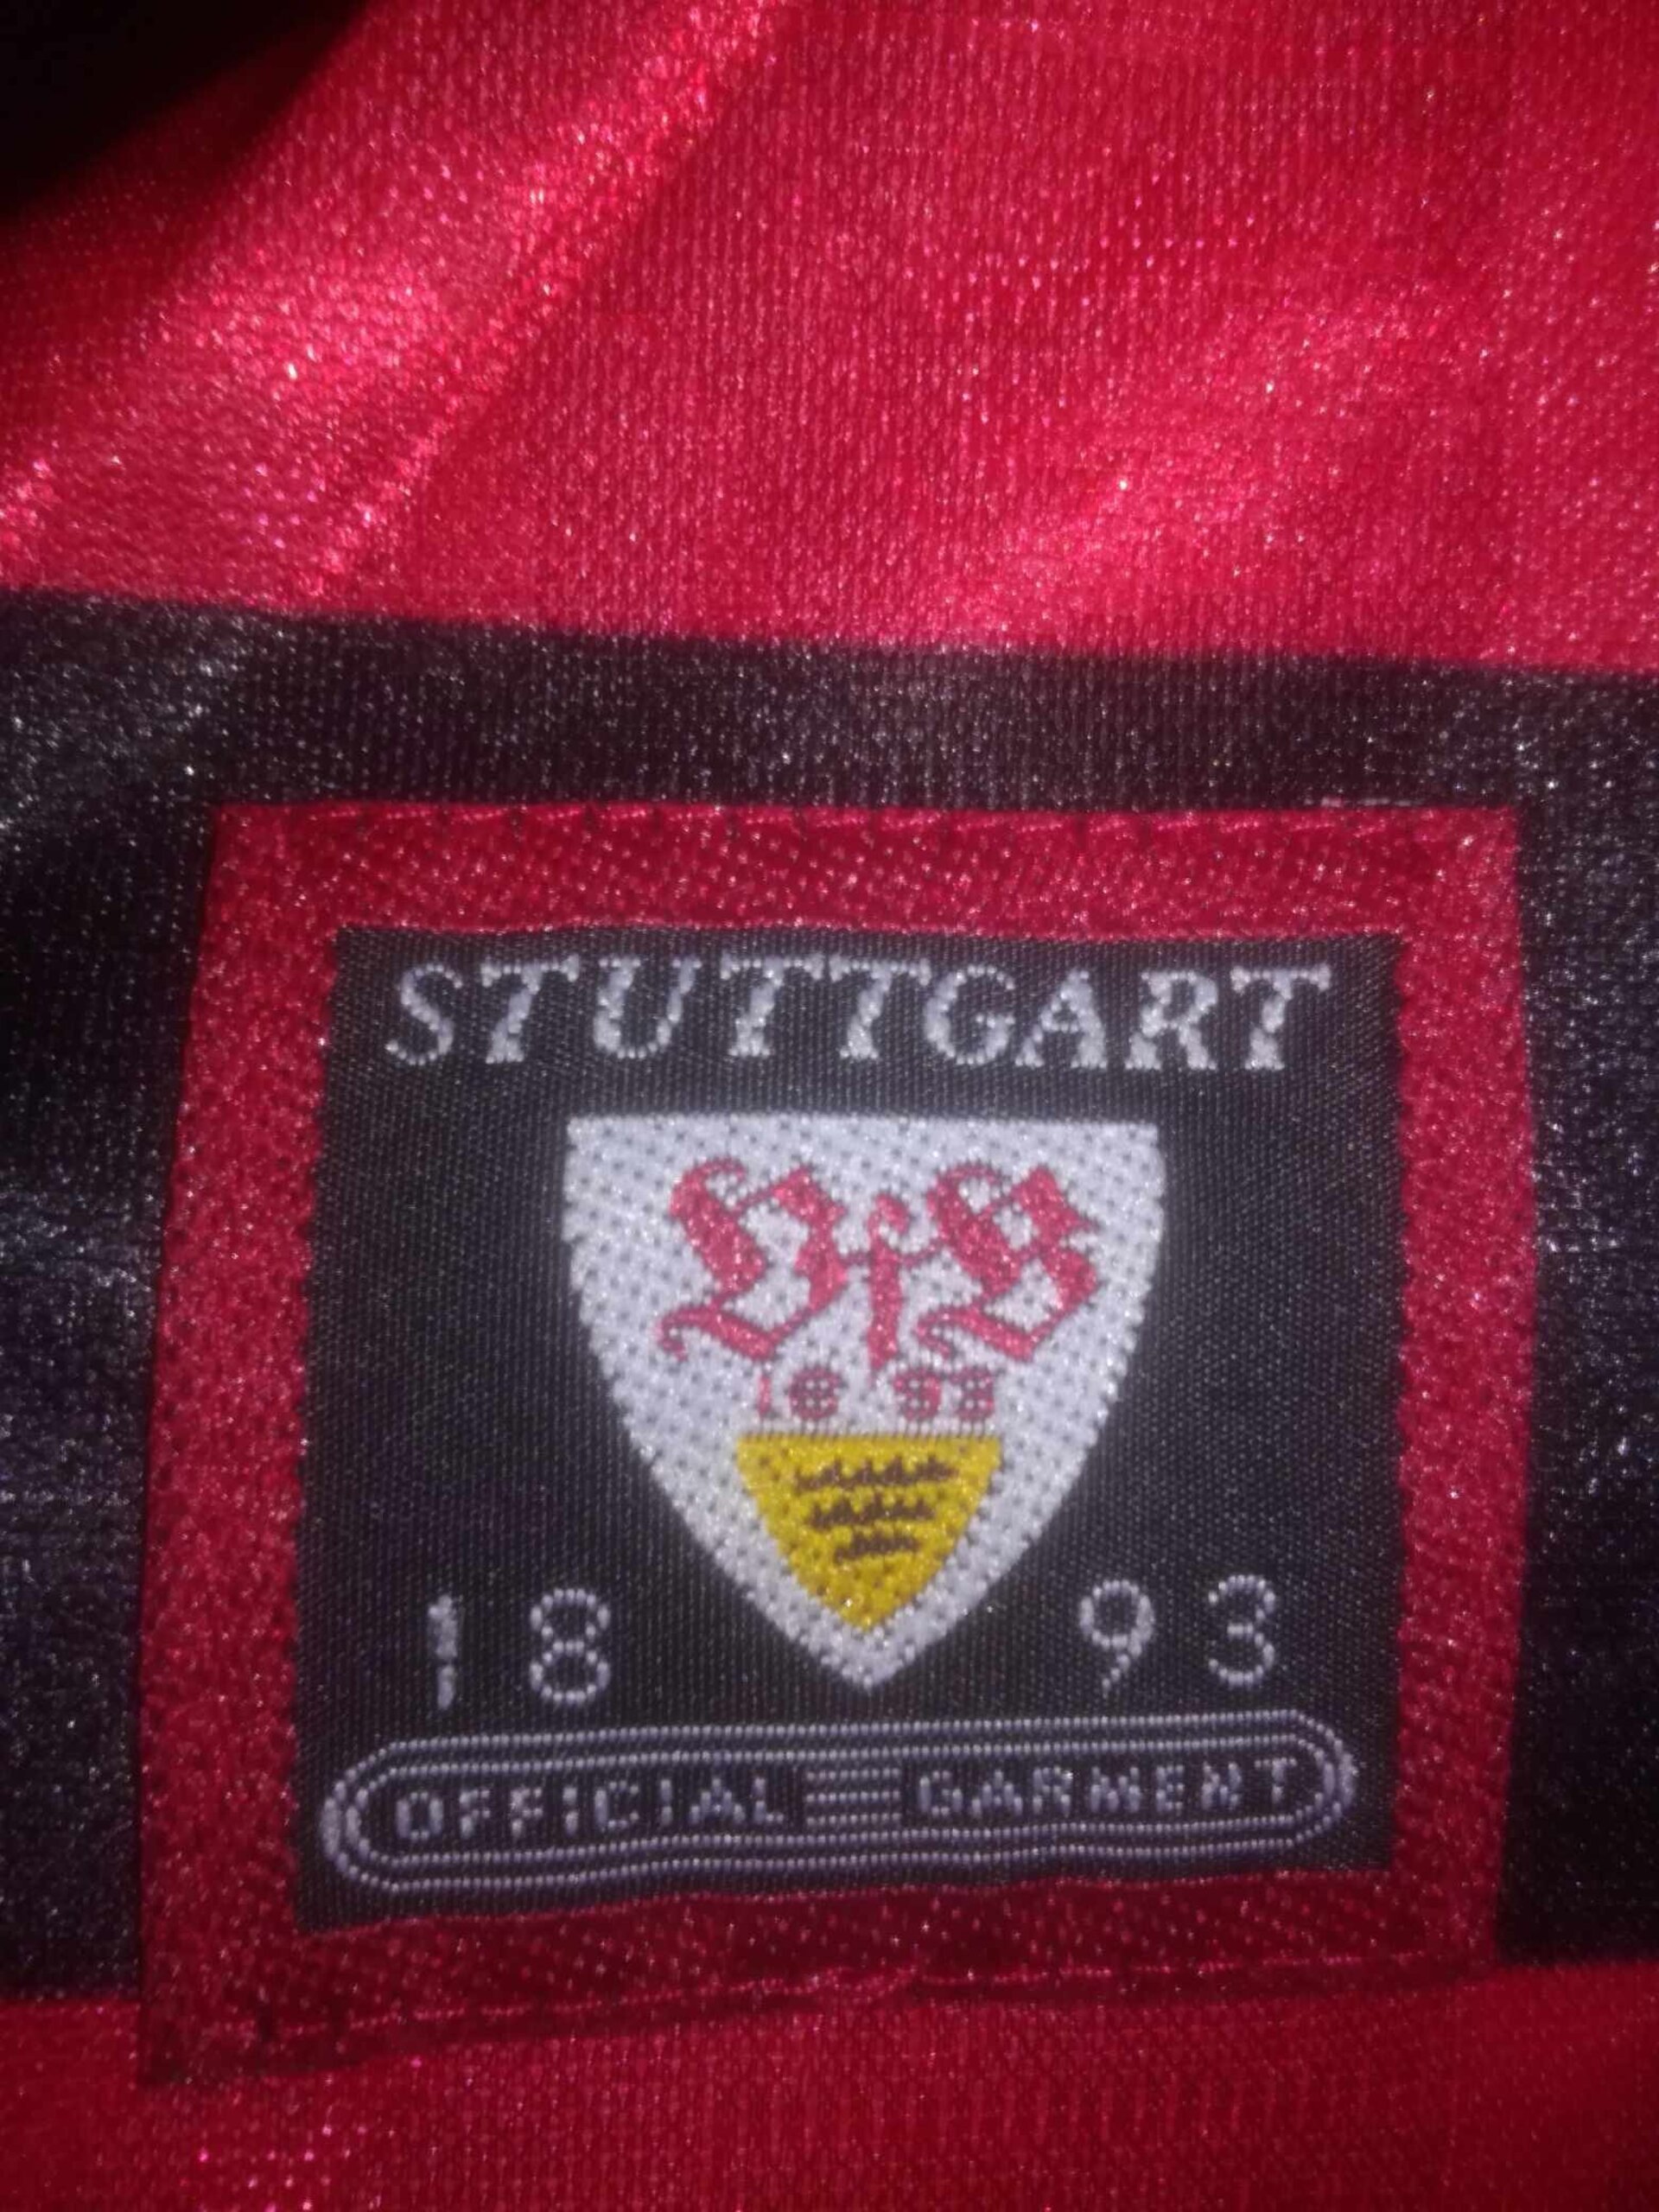 STUTTGART
VfB
1893
18 93
OFFICIAL GARMENT